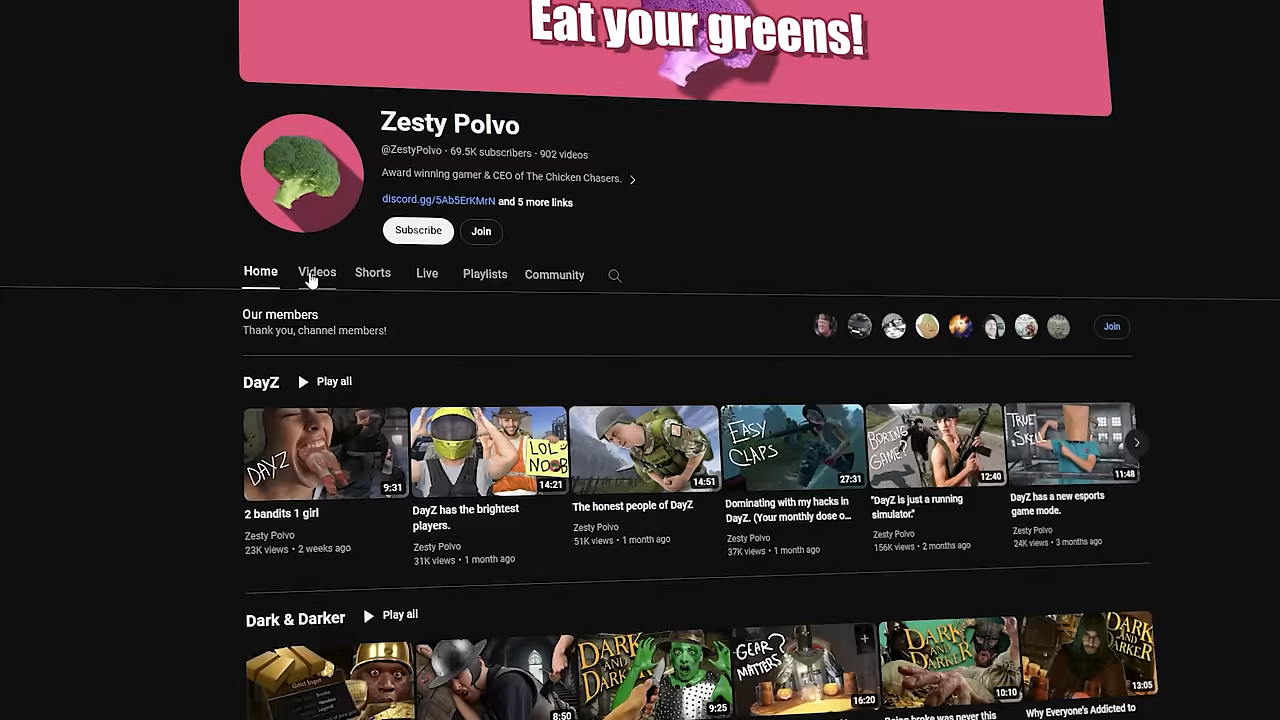 Eat your greens!
Zesty Polvo
@ZestyPolvo · 69.5K subscribers · 902 videos
Award winning gamer & CEO of The Chicken Chasers.
discord.gg/5Ab5ErKMrN and 5 more links
Subscribe
Join
Home
Videos
Shorts
Live
Playlists
Community
Our members
Thank you, channel members!
Join
DayZ
Play all
DAYZ
9:31
2 bandits 1 girl
Zesty Polvo
23K views · 2 weeks ago
LOL-
NOOB
14:21
DayZ has the brightest
players.
Zesty Polvo
31K views · 1 month ago
14:51
The honest people of DayZ
Zesty Polvo
51K views · 1 month ago
EASY
CLAPS
27:31
Dominating with my hacks in
DayZ. (Your monthly dose o...
Zesty Polvo
37K views · 1 month ago
BORING
GAME?
12:40
"DayZ is just a running
simulator."
Zesty Polvo
156K views · 2 months ago
TRUE
SKILL
11:48
DayZ has a new esports
game mode.
Zesty Polvo
24K views · 3 months ago
Dark & Darker
Play all
Gold Ingot
8:50
DARK
AND
DARKER
9:25
GEAR?
MATTERS
16:20
DARK
AND
DARKER
10:10
Being broke was never this
DARK
AND
DARKER
13:05
Why Everyone's Addicted to